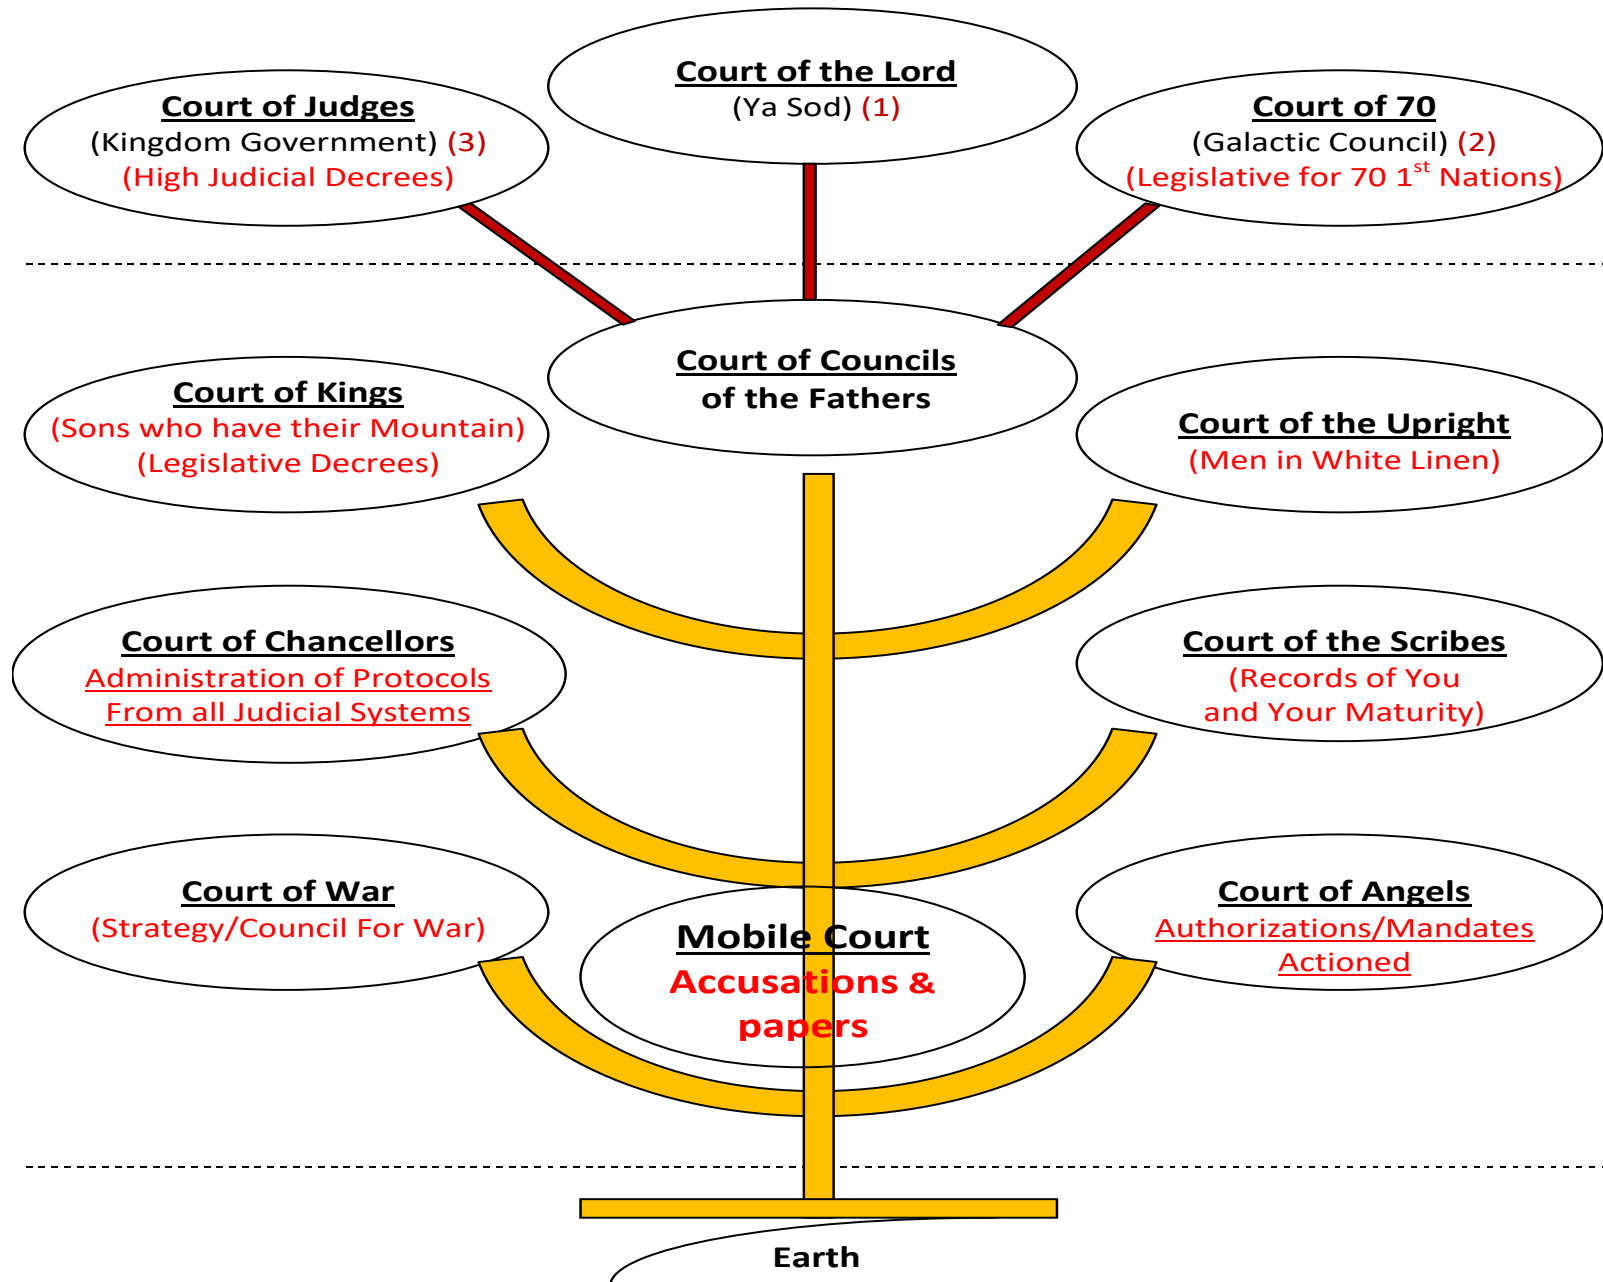 Court of the Lord
(Ya Sod) (1)
Court of Judges
(Kingdom Government) (3)
(High Judicial Decrees)
Court of 70
(Galactic Council) (2)
(Legislative for 70 1st Nations)
Court of Councils
of the Fathers
Court of Kings
(Sons who have their Mountain)
(Legislative Decrees)
Court of the Upright
(Men in White Linen)
Court of Chancellors
Administration of Protocols
From all Judicial Systems
Court of the Scribes
(Records of You
and Your Maturity)
Court of War
(Strategy/Council For War)
Mobile Court
Accusations &
papers
Court of Angels
Authorizations/Mandates
Actioned
Earth